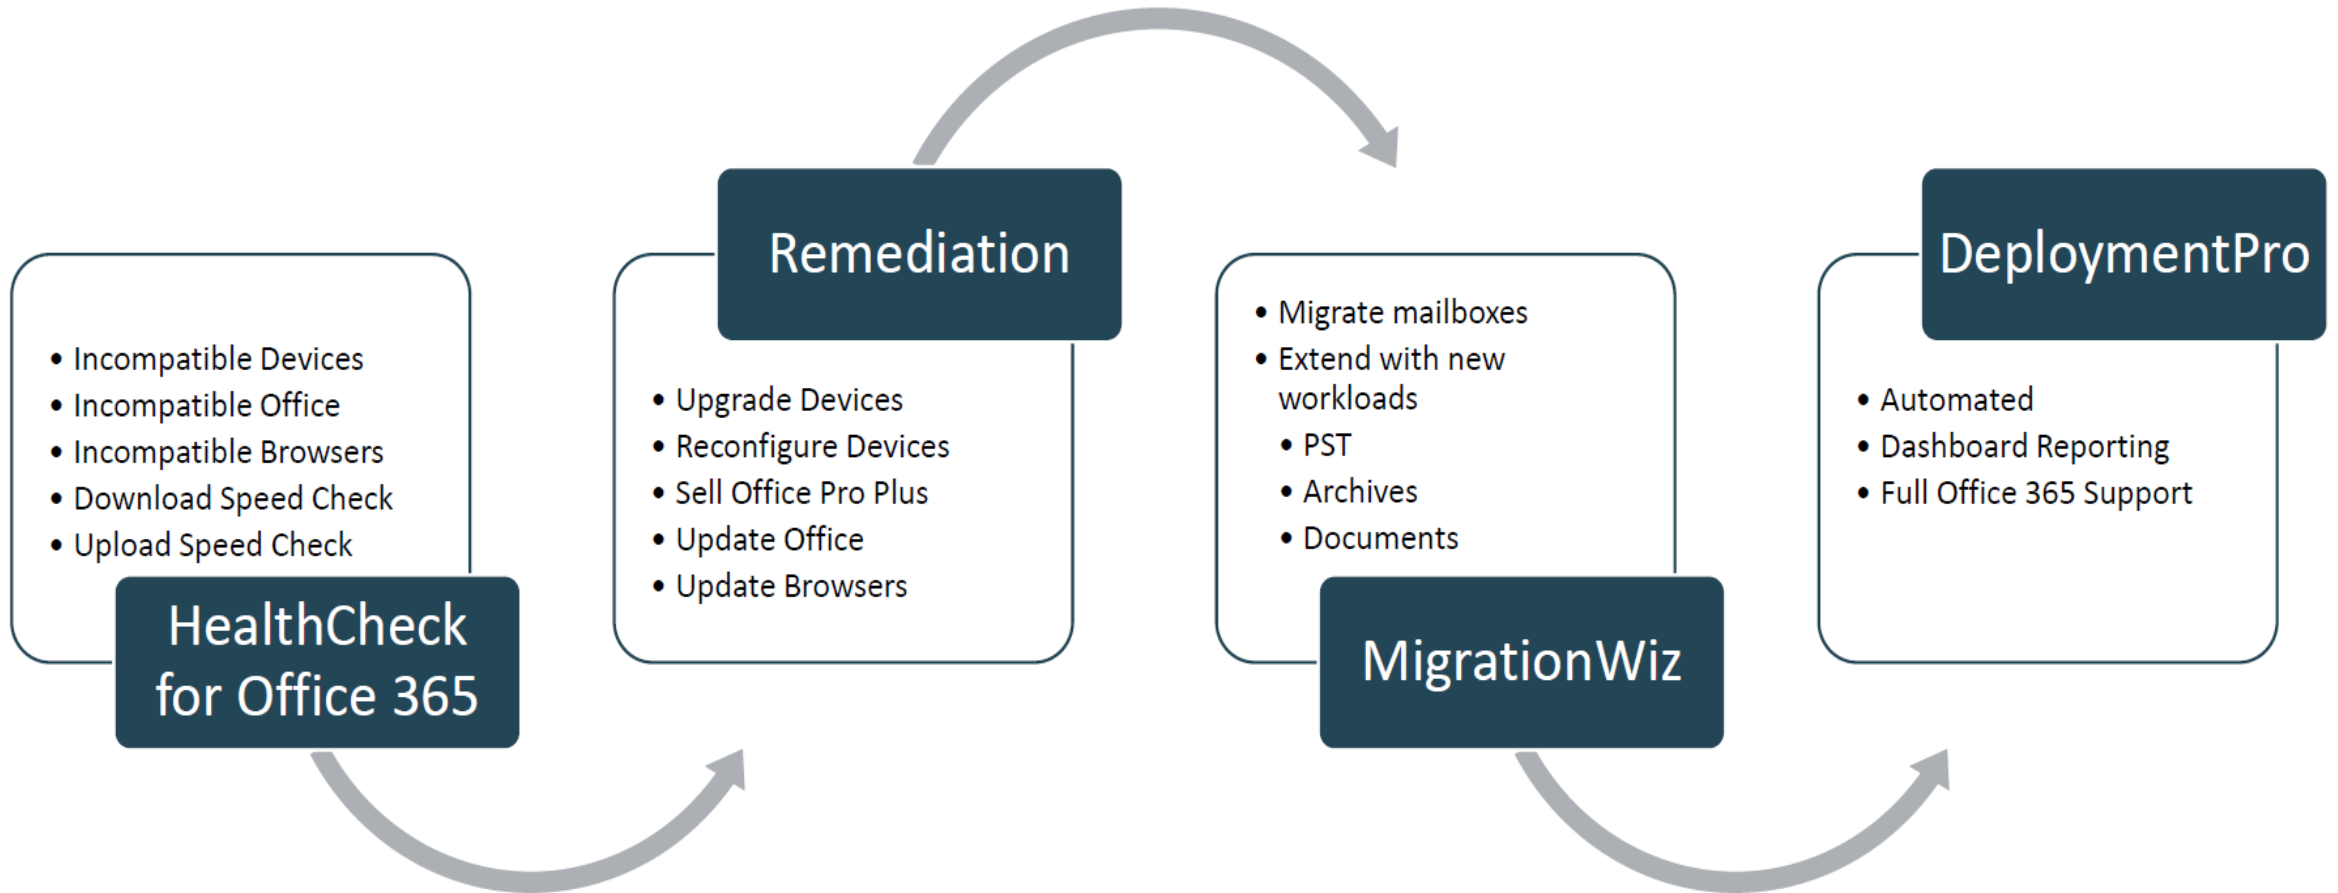 • Incompatible Devices
• Incompatible Office
• Incompatible Browsers
• Download Speed Check
• Upload Speed Check
HealthCheck
for Office 365
Remediation
• Upgrade Devices
• Reconfigure Devices
• Sell Office Pro Plus
• Update Office
• Update Browsers
• Migrate mailboxes
• Extend with new
workloads
• PST
• Archives
• Documents
MigrationWiz
DeploymentPro
• Automated
• Dashboard Reporting
• Full Office 365 Support